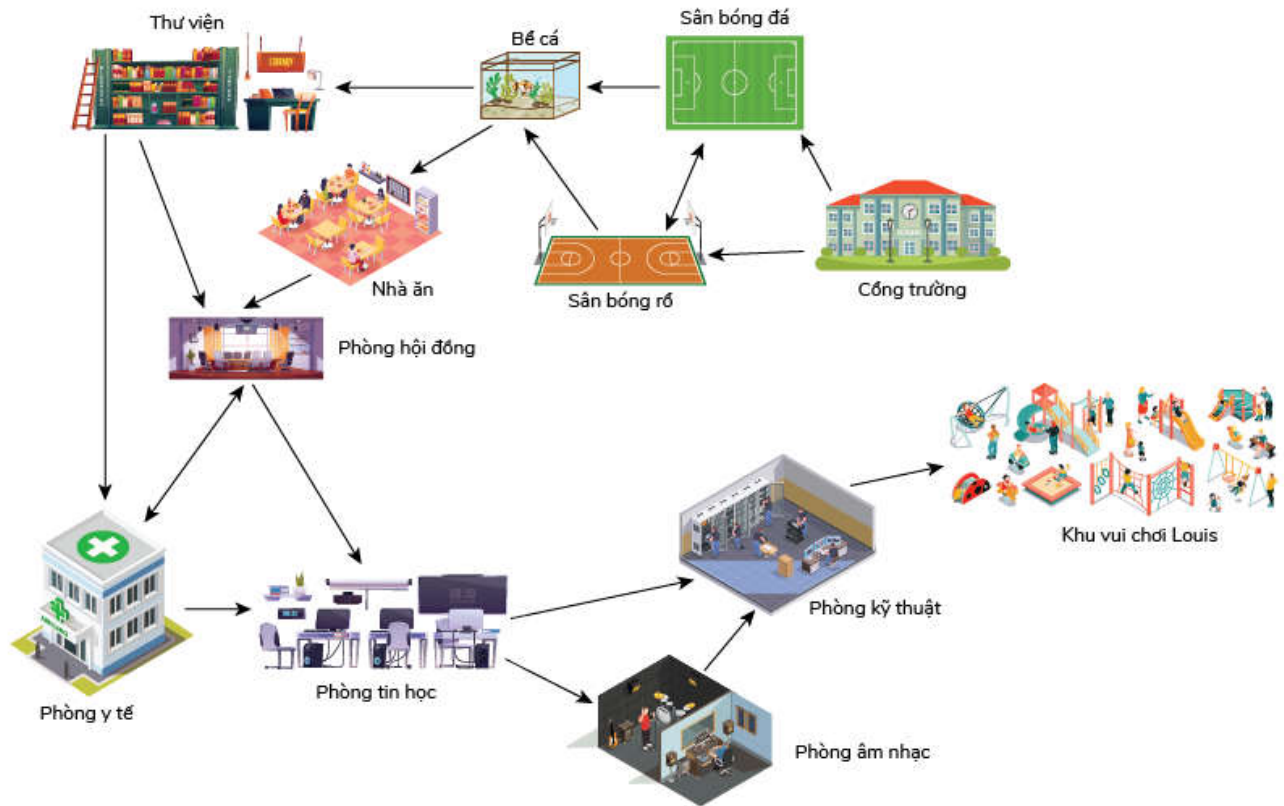 Thư viện
Bể cá
Sân bóng đá
LIBRARY
Nhà ăn
Sân bóng rổ
Cổng trường
Phòng hội đồng
Khu vui chơi Louis
Phòng kỹ thuật
Phòng tin học
Phòng y tế
Phòng âm nhạc